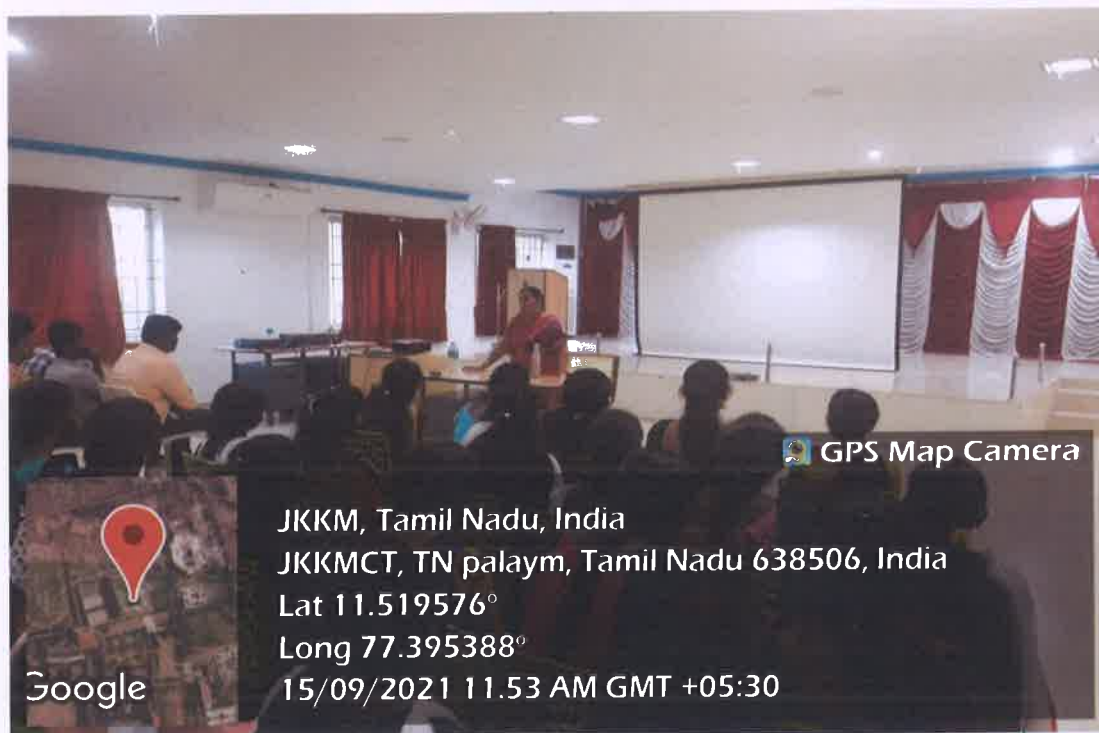 GPS Map Camera
JKKM, Tamil Nadu, India
JKKMCT, TN palaym, Tamil Nadu 638506, India
Lat 11.519576°
Long 77.395388°
15/09/2021 11.53 AM GMT +05:30
Google